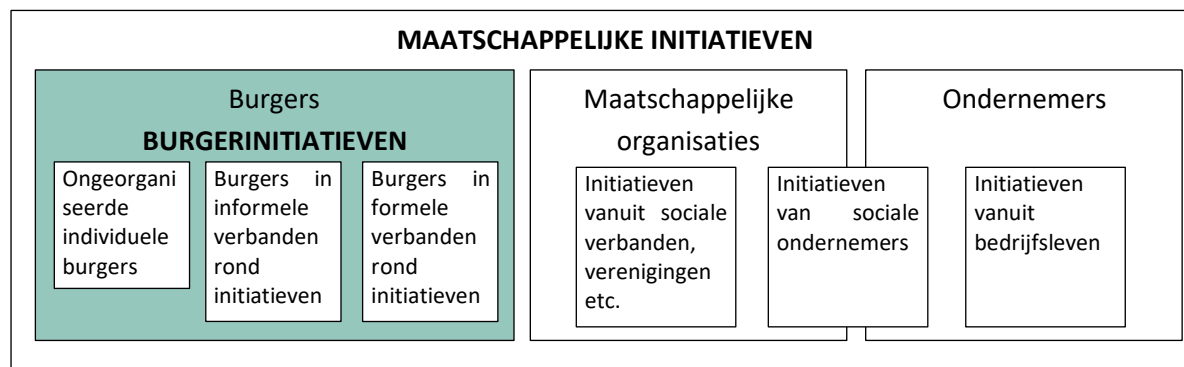 MAATSCHAPPELIJKE INITIATIEVEN
Burgers
BURGERINITIATIEVEN
Ongeorgani
seerde
individuele
burgers
Burgers in
informele
verbanden
rond
initiatieven
Burgers in
formele
verbanden
rond
initiatieven
Maatschappelijke
organisaties
Initiatieven
vanuit sociale
verbanden,
verenigingen
etc.
Initiatieven
van sociale
ondernemers
Ondernemers
Initiatieven
vanuit
bedrijfsleven